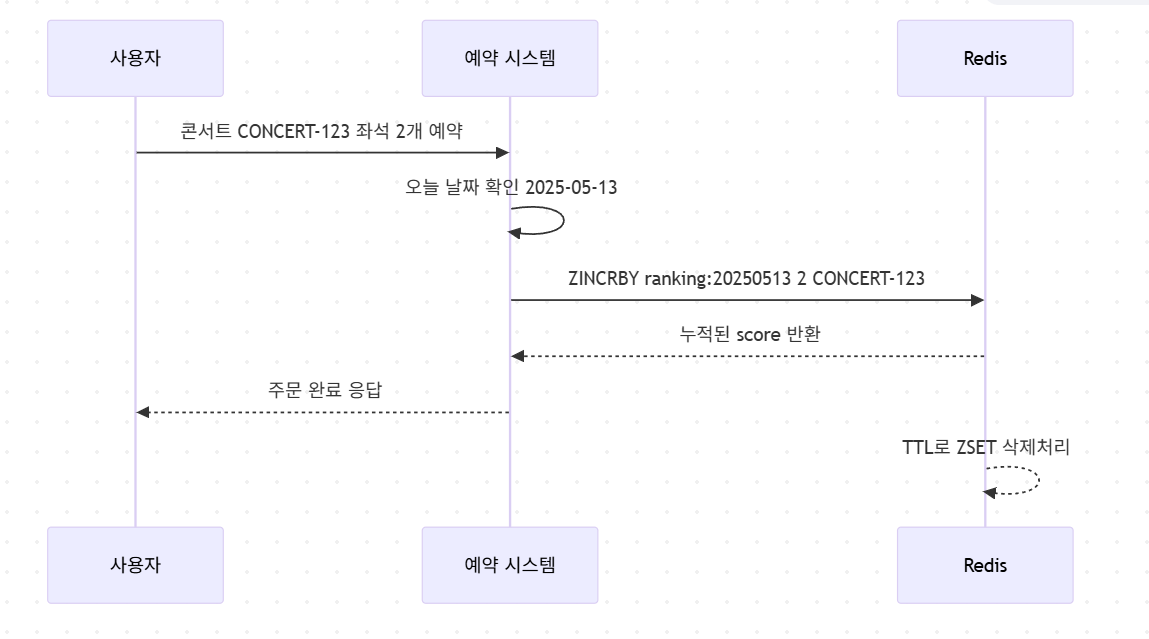 사용자
예약 시스템
Redis
콘서트 CONCERT-123 좌석 2개 예약
오늘 날짜 확인 2025-05-13
ZINCRBY ranking:20250513 2 CONCERT-123
누적된 score 반환
주문 완료 응답
TTL로 ZSET 삭제처리
사용자
예약 시스템
Redis